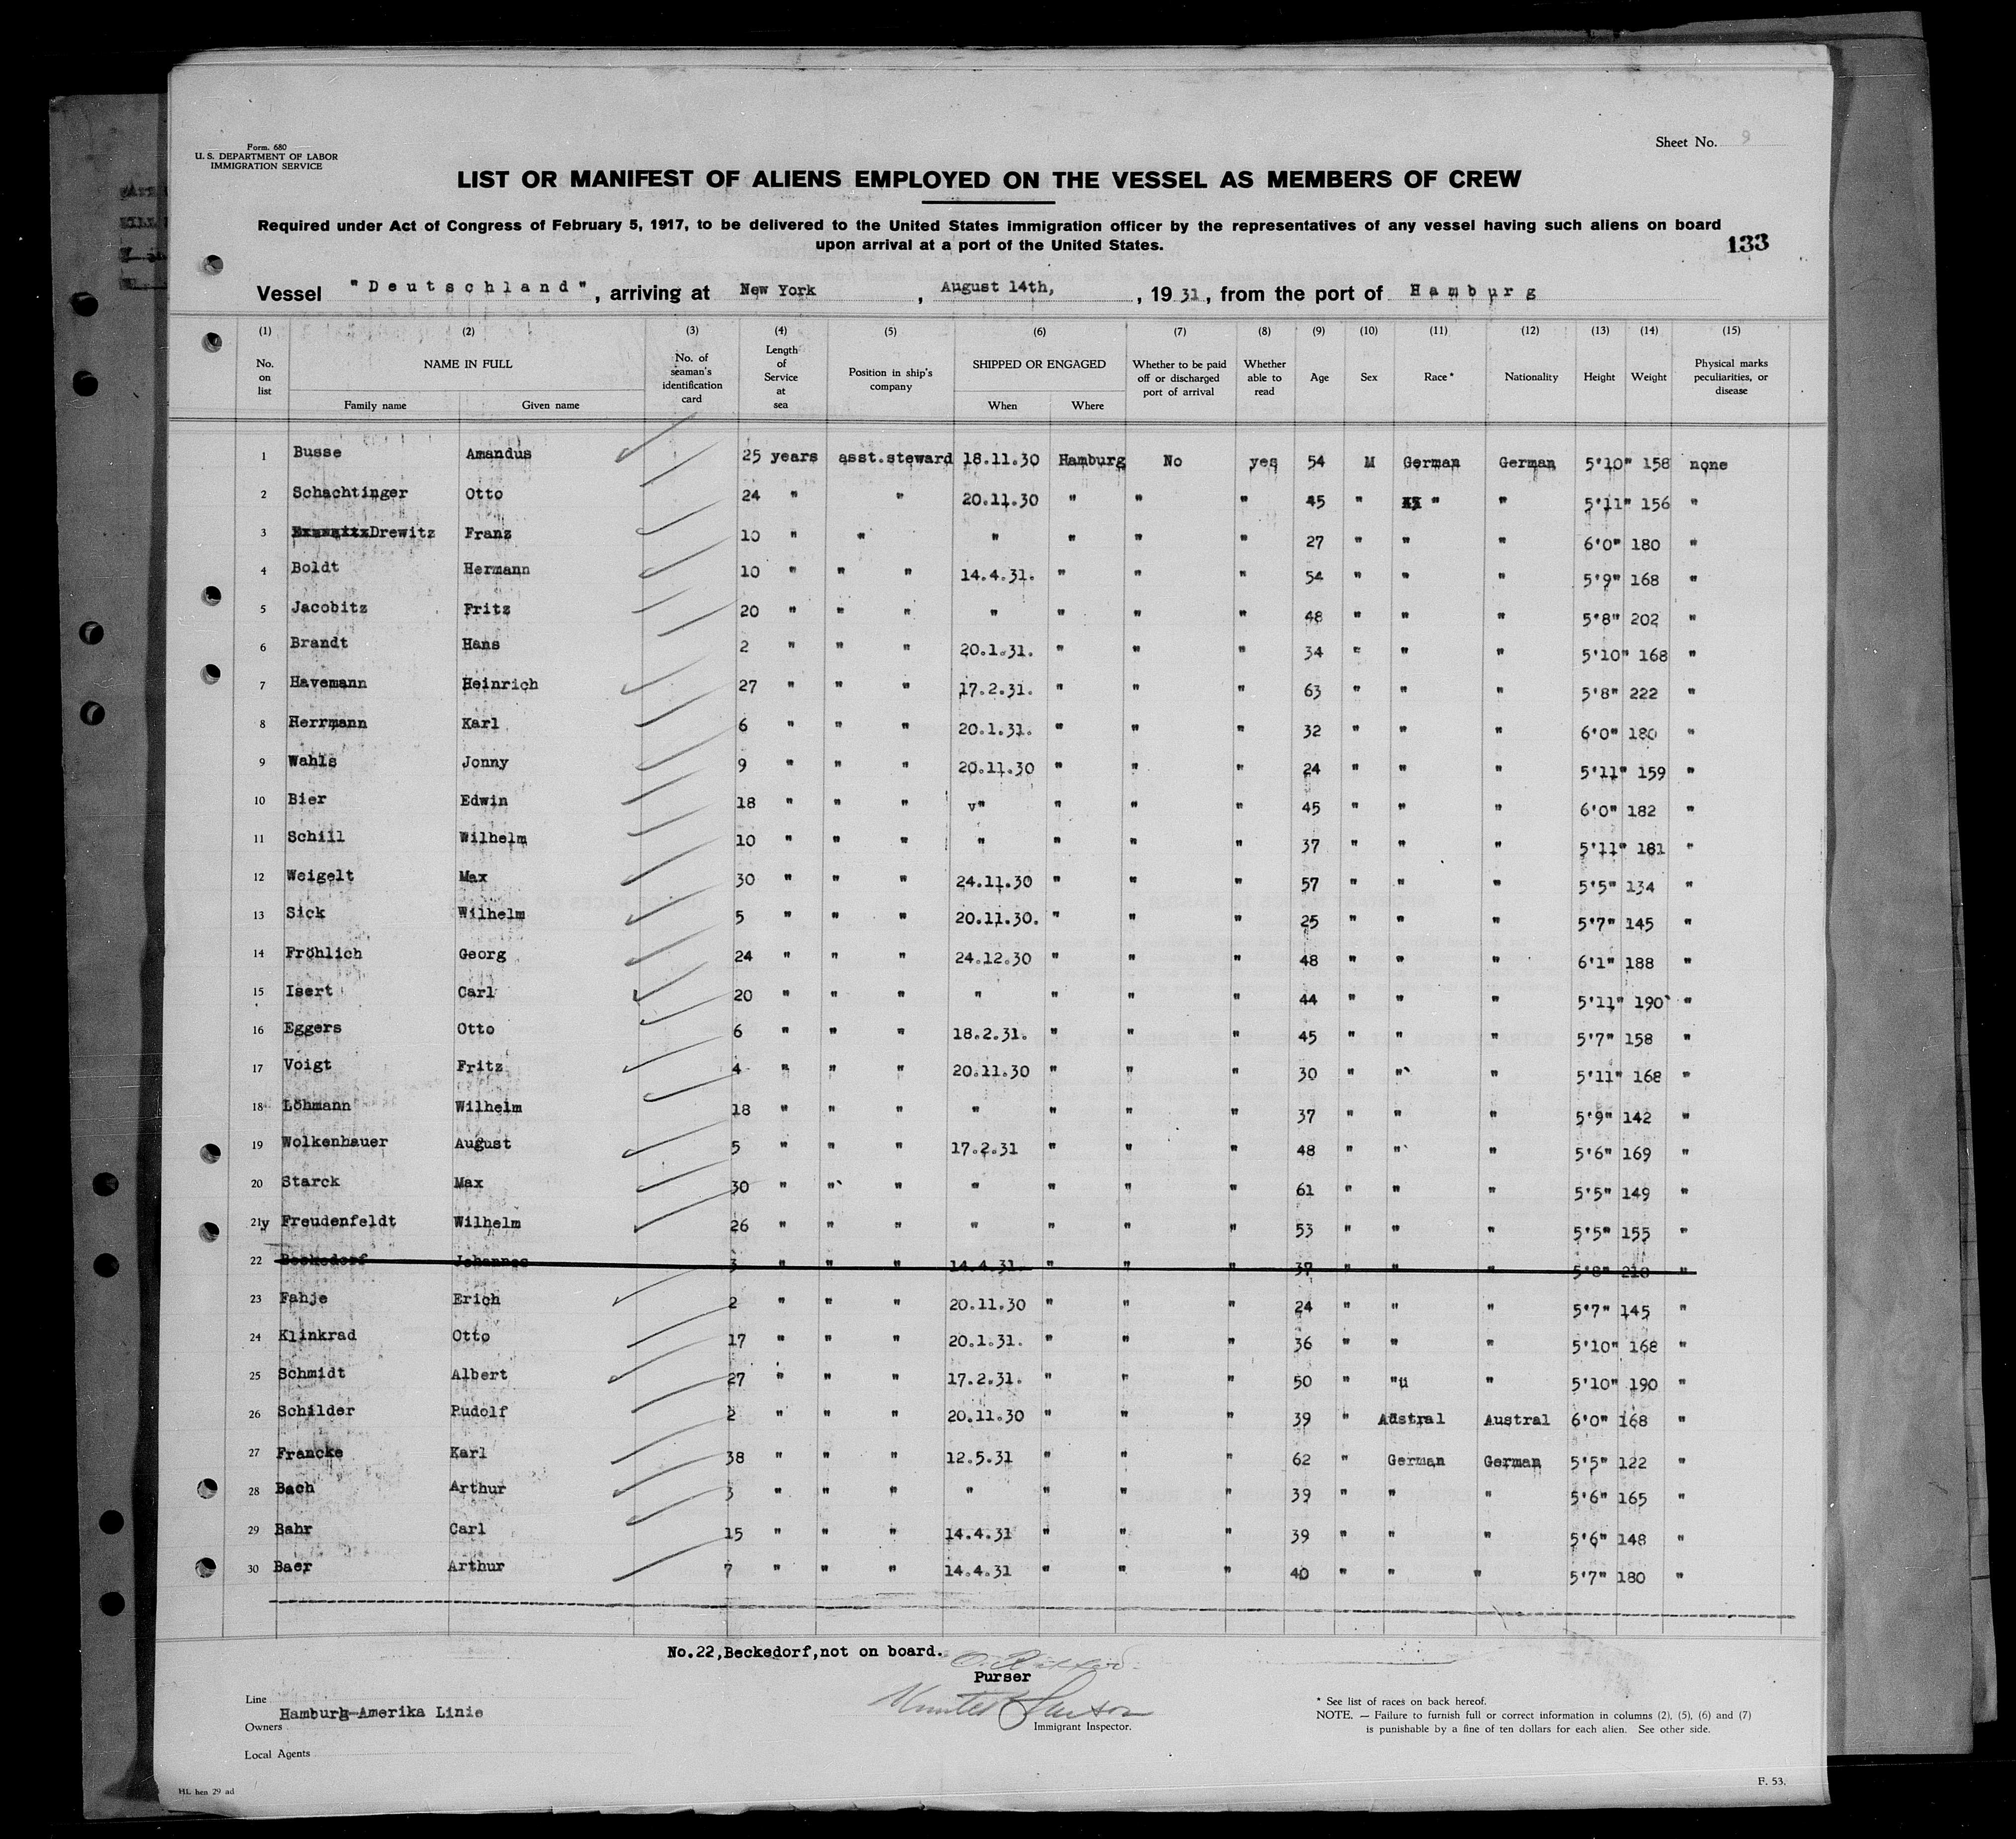 Form. 680
U. S. DEPARTMENT OF LABOR
IMMIGRATION SERVICE
Sheet No. 9
LIST OR MANIFEST OF ALIENS EMPLOYED ON THE VESSEL AS MEMBERS OF CREW
Required under Act of Congress of February 5, 1917, to be delivered to the United States immigration officer by the representatives of any vessel having such aliens on board
upon arrival at a port of the United States.
133
Vessel "Deutschland", arriving at New York, August 14th, , 1931, from the port of Hamburg
(1) (2) (3) (4) (5) (6) (7) (8) (9) (10) (11) (12) (13) (14) (15)
No. on list NAME IN FULL Family name Given name No. of seaman's identification card Length of Service at sea Position in ship's company SHIPPED OR ENGAGED When Where Whether to be paid off or discharged port of arrival Whether able to read Age Sex Race* Nationality Height Weight Physical marks peculiarities, or disease
1 Busse Amandus 25 years asst.steward 18.11.30 Hamburg No yes 54 M German German 5'10" 158 none
2 Schachtinger Otto 24 " " 20.11.30 " " " 45 " " " 5'11" 156 "
3 Drewitz Franz 10 " " " " " " 27 " " " 6'0" 180 "
4 Boldt Hermann 10 " " " 14.4.31. " " " 54 " " " 5'9" 168 "
5 Jacobitz Fritz 20 " " " " " " " 48 " " " 5'8" 202 "
6 Brandt Hans 2 " " " 20.1.31. " " " 34 " " " 5'10" 168 "
7 Havemann Heinrich 27 " " " 17.2.31. " " " 63 " " " 5'8" 222 "
8 Herrmann Karl 6 " " " 20.1.31. " " " 32 " " " 6'0" 180 "
9 Wahls Jonny 9 " " " 20.11.30 " " " 24 " " " 5'11" 159 "
10 Bier Edwin 18 " " " v" " " " 45 " " " 6'0" 182 "
11 Schill Wilhelm 10 " " " " " " " 37 " " " 5'11" 181 "
12 Weigelt Max 30 " " " 24.11.30 " " " 57 " " " 5'5" 134 "
13 Sick Wilhelm 5 " " " 20.11.30. " " " 25 " " " 5'7" 145 "
14 Fröhlich Georg 24 " " " 24.12.30 " " " 48 " " " 6'1" 188 "
15 Isert Carl 20 " " " " " " " 44 " " " 5'11" 190 "
16 Eggers Otto 6 " " " 18.2.31. " " " 45 " " " 5'7" 158 "
17 Voigt Fritz 4 " " " 20.11.30 " " " 30 " " " 5'11" 168 "
18 Löhmann Wilhelm 18 " " " " " " " 37 " " " 5'9" 142 "
19 Wolkenhauer August 5 " " " 17.2.31 " " " 48 " " " 5'6" 169 "
20 Starck Max 30 " " " " " " " 61 " " " 5'5" 149 "
21y Freudenfeldt Wilhelm 26 " " " " " " " 53 " " " 5'5" 155 "
22 Beckedorf Johannes 3 " " " 14.4.31. " " " 37 " " " 5'8" 210 "
23 Fahje Erich 2 " " " 20.11.30 " " " 24 " " " 5'7" 145 "
24 Klinkrad Otto 17 " " " 20.1.31. " " " 36 " " " 5'10" 168 "
25 Schmidt Albert 27 " " " 17.2.31. " " " 50 " "u " 5'10" 190 "
26 Schilder Rudolf 2 " " " 20.11.30 " " " 39 " Austral Austral 6'0" 168 "
27 Francke Karl 38 " " " 12.5.31 " " " 62 " German German 5'5" 122 "
28 Bach Arthur 3 " " " " " " " 39 " " " 5'6" 165 "
29 Bahr Carl 15 " " " 14.4.31 " " " 39 " " " 5'6" 148 "
30 Baer Arthur 7 " " " 14.4.31 " " " 40 " " " 5'7" 180 "
No.22,Beckedorf,not on board.
Purser
Immigrant Inspector.
Line
Hamburg-Amerika Linie
Owners
Local Agents
* See list of races on back hereof.
NOTE. — Failure to furnish full or correct information in columns (2), (5), (6) and (7)
is punishable by a fine of ten dollars for each alien. See other side.
HL hen 29 ad
F. 53.